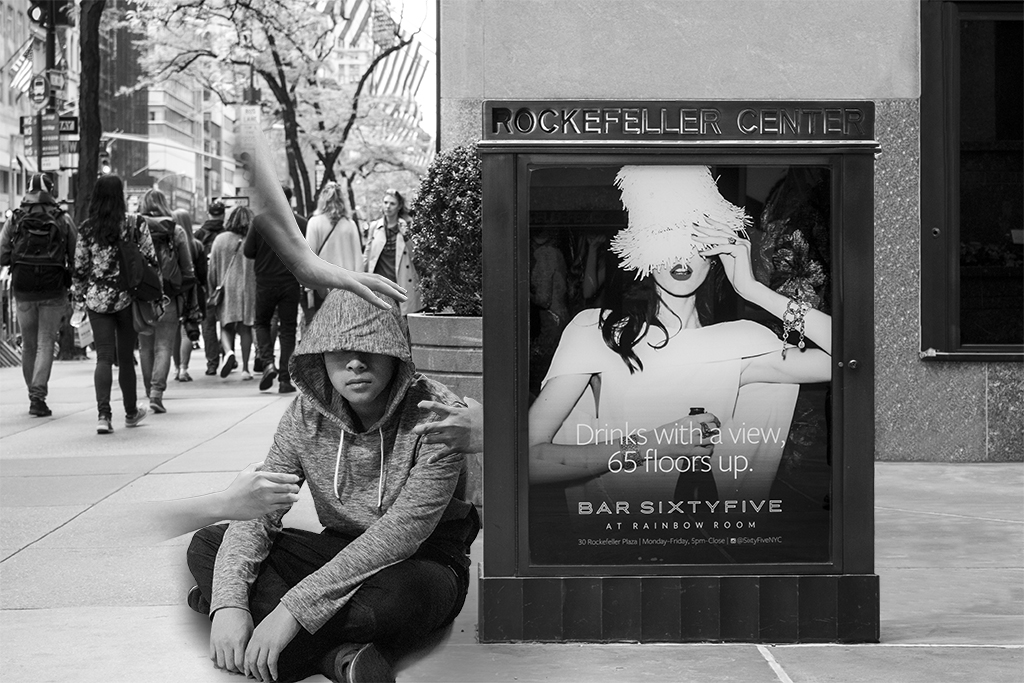 ROCKEFELLER CENTER
Drinks with a view,
65 floors up.
BAR SIXTYFIVE
AT RAINBOW ROOM
30 Rockefeller Plaza | Monday-Friday, 5pm-Close | @SixtyFiveNYC